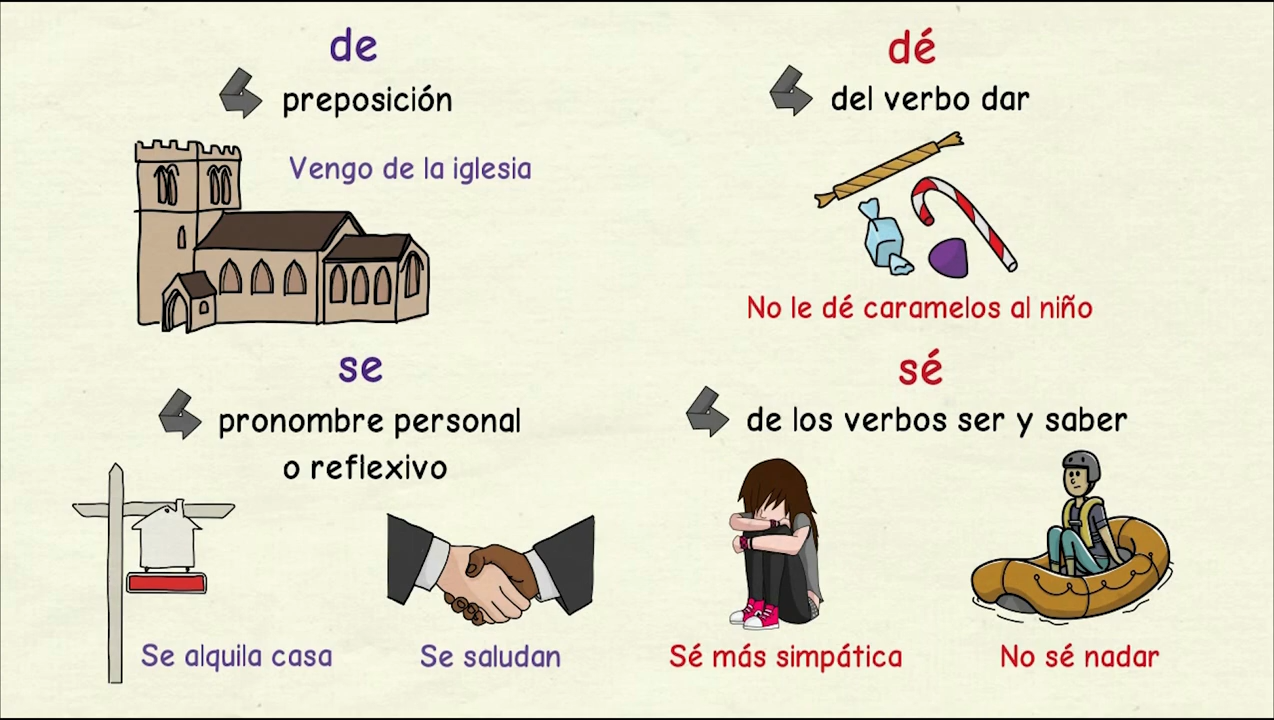 de
preposición
Vengo de la iglesia
dé
del verbo dar
No le dé caramelos al niño
se
pronombre personal
o reflexivo
Se alquila casa
Se saludan
sé
de los verbos ser y saber
Sé más simpática
No sé nadar